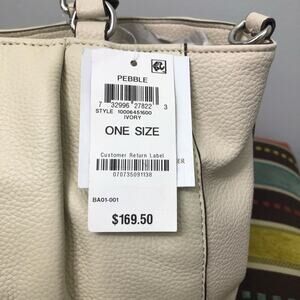 PEBBLE
7 32996 27822 3
STYLE 10006451600
IVORY
ONE SIZE
Customer Return Label
070735091138
BA01-001
$169.50